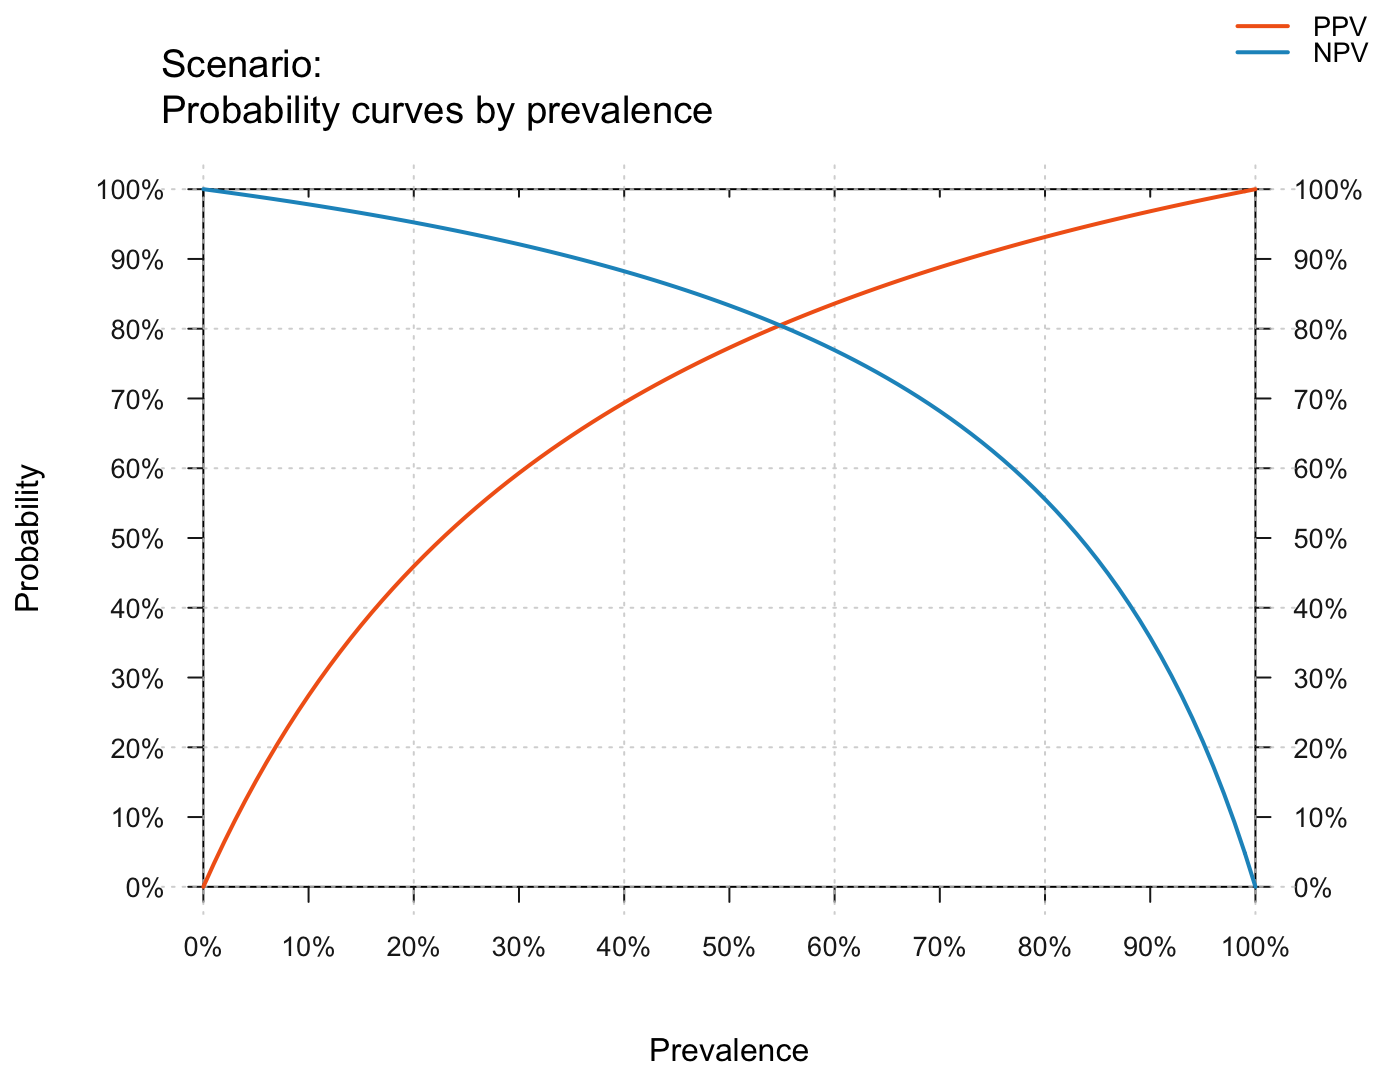 PPV
NPV
Scenario:
Probability curves by prevalence
100% 100%
90% 90%
80% 80%
70% 70%
60% 60%
50% 50%
40% 40%
30% 30%
20% 20%
10% 10%
0% 0%
Probability
0% 10% 20% 30% 40% 50% 60% 70% 80% 90% 100%
Prevalence